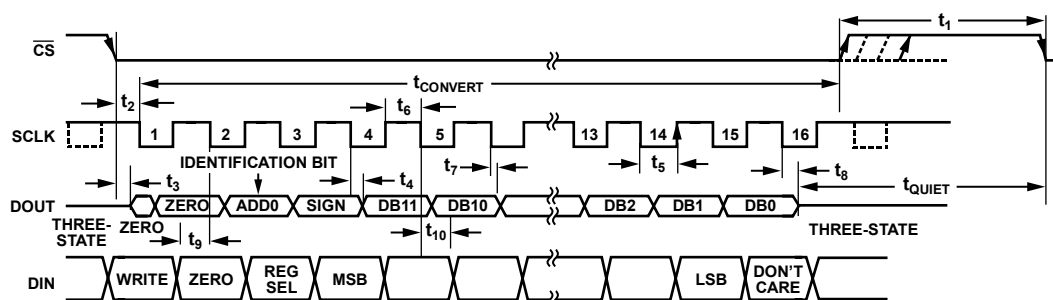 t1
CS
tCONVERT
t2
t6
SCLK
1 2 3 4 5 13 14 15 16
IDENTIFICATION BIT
t7
t5
t8
t3
t4
tQUIET
DOUT
ZERO ADD0 SIGN DB11 DB10 DB2 DB1 DB0
THREE-STATE
ZERO
t9
t10
THREE-STATE
DIN
WRITE ZERO REG SEL MSB LSB DON'T CARE